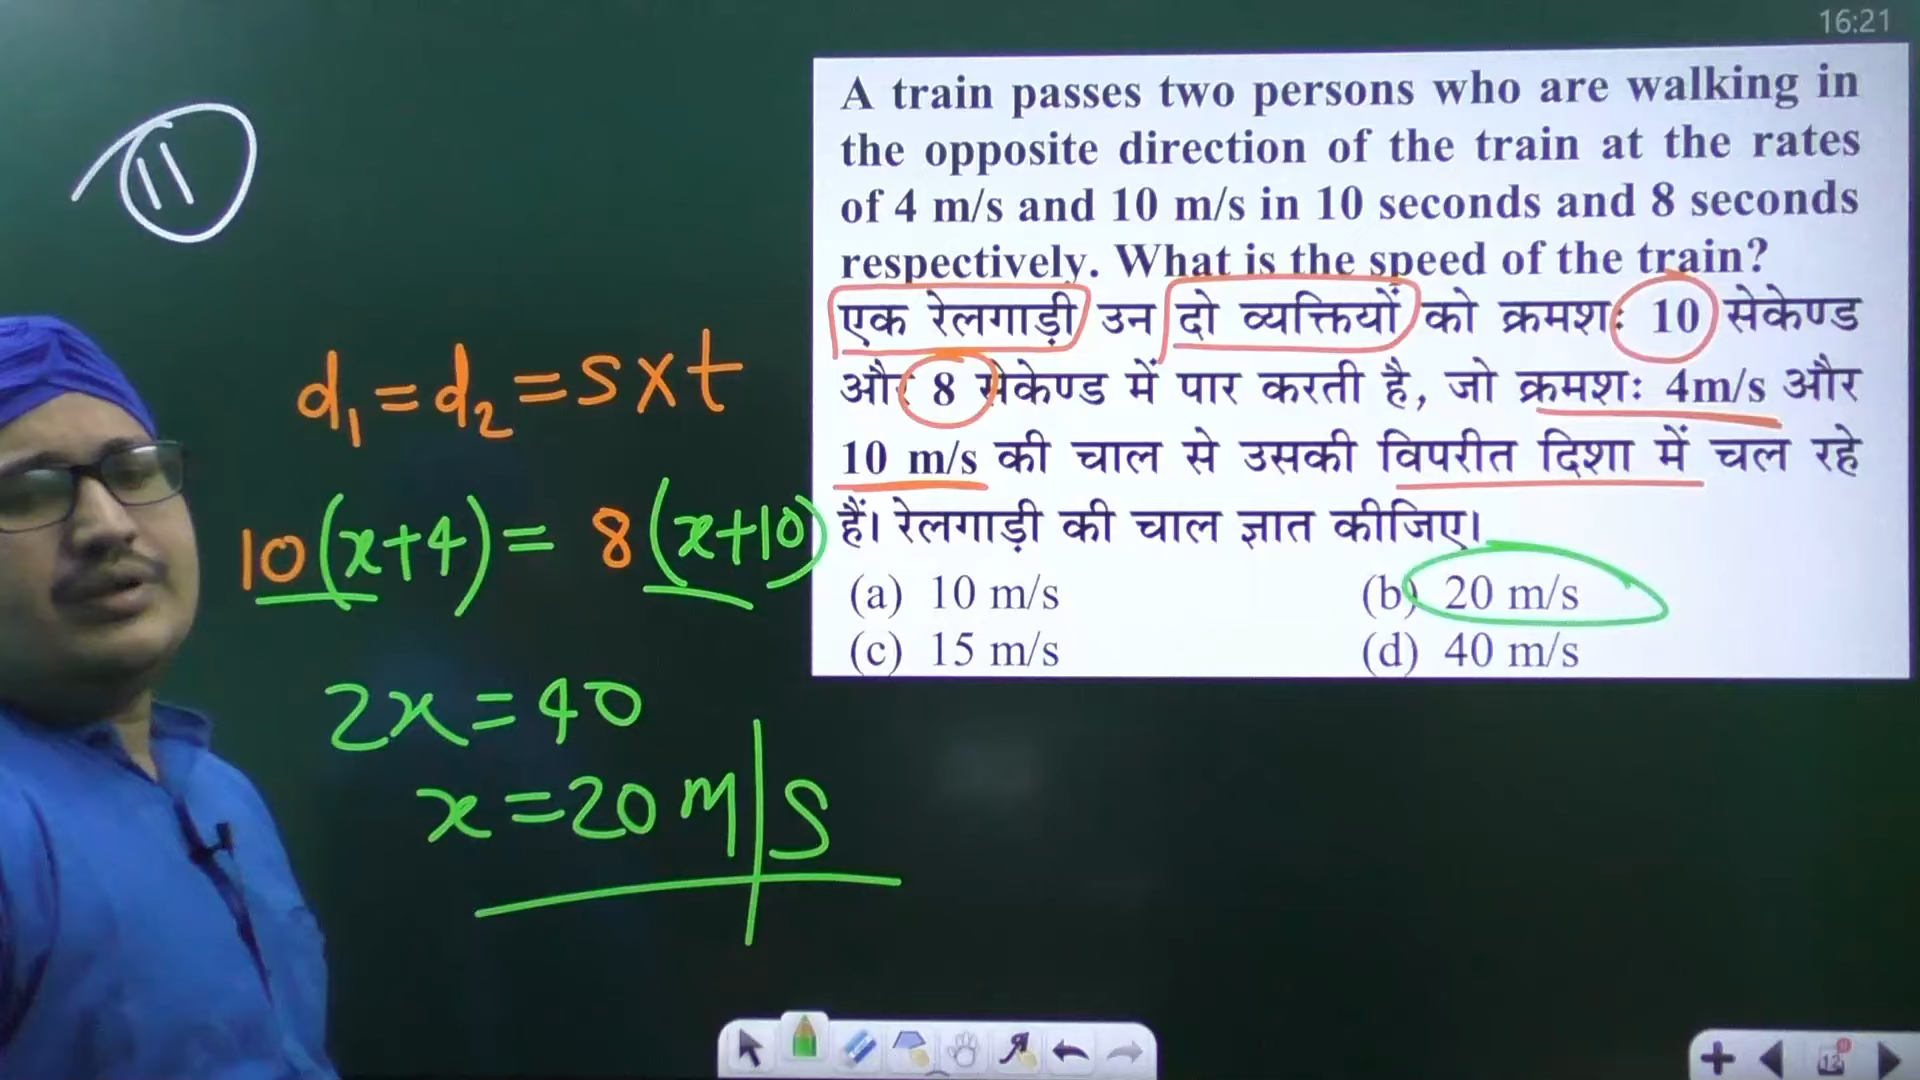 16:21
11
A train passes two persons who are walking in
the opposite direction of the train at the rates
of 4 m/s and 10 m/s in 10 seconds and 8 seconds
respectively. What is the speed of the train?
एक रेलगाड़ी उन दो व्यक्तियों को क्रमशः 10 सेकेण्ड
और 8 सेकेण्ड में पार करती है, जो क्रमशः 4m/s और
10 m/s की चाल से उसकी विपरीत दिशा में चल रहे
हैं। रेलगाड़ी की चाल ज्ञात कीजिए।
(a) 10 m/s (b) 20 m/s
(c) 15 m/s (d) 40 m/s
d₁=d₂=s×t
10(x+4)=8(x+10)
2x=40
x=20m/s
12